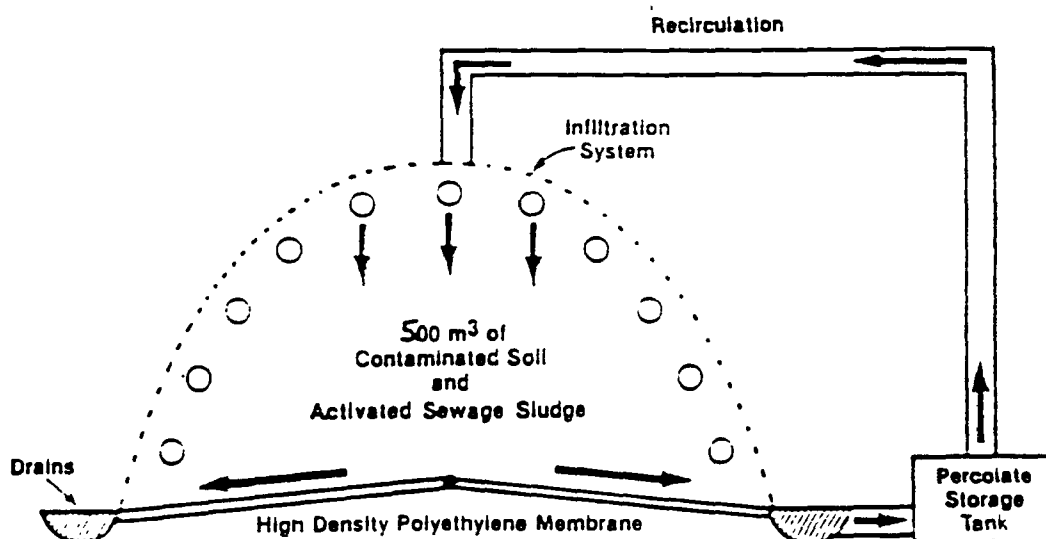 Recirculation
Infiltration
System
500 m³ of
Contaminated Soil
and
Activated Sewage Sludge
Drains
High Density Polyethylene Membrane
Percolate
Storage
Tank